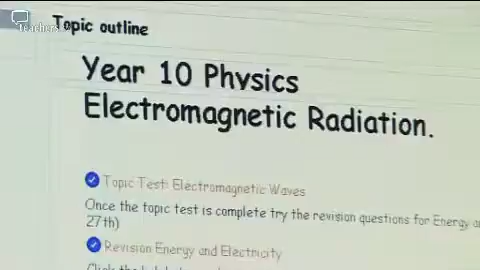 Teachers
Topic outline
Year 10 Physics
Electromagnetic Radiation.
Topic Test: Electromagnetic Waves
Once the topic test is complete try the revision questions for Energy
27th)
Revision Energy and Electricity